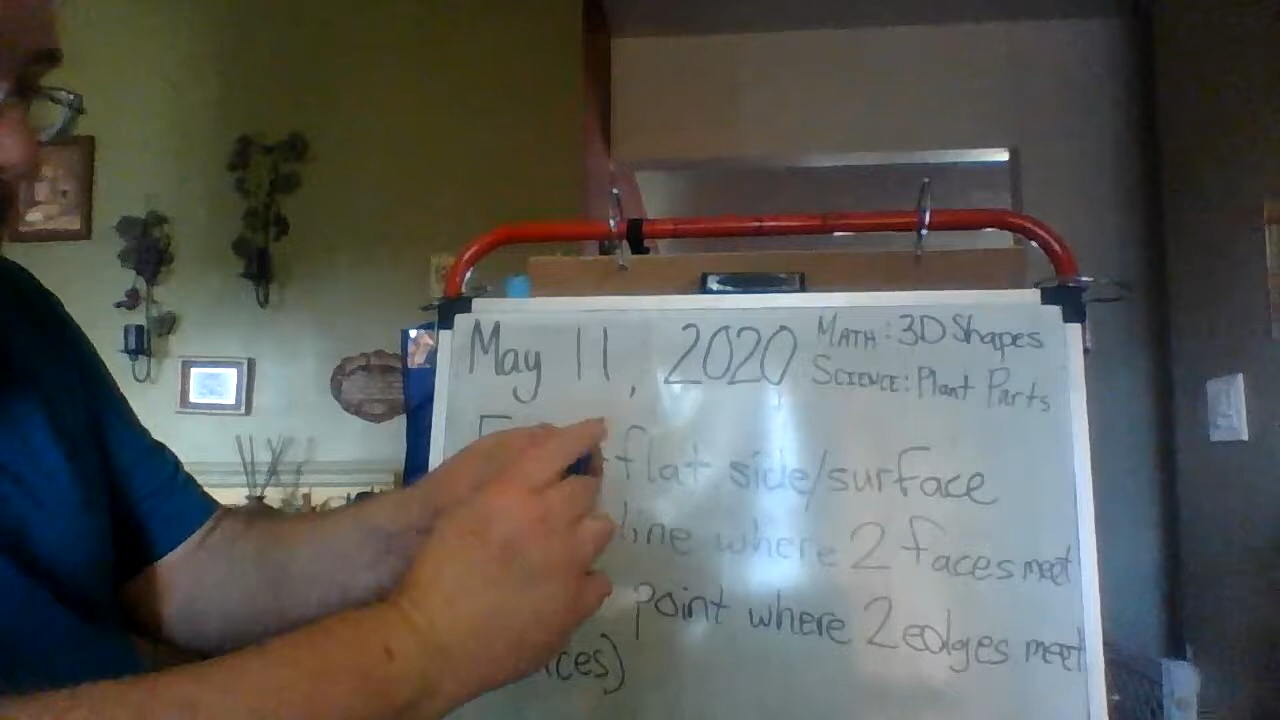 May 11, 2020
MATH: 3D Shapes
SCIENCE: Plant Parts
flat side/surface
line where 2 faces meet
point where 2 edges meet
ices)